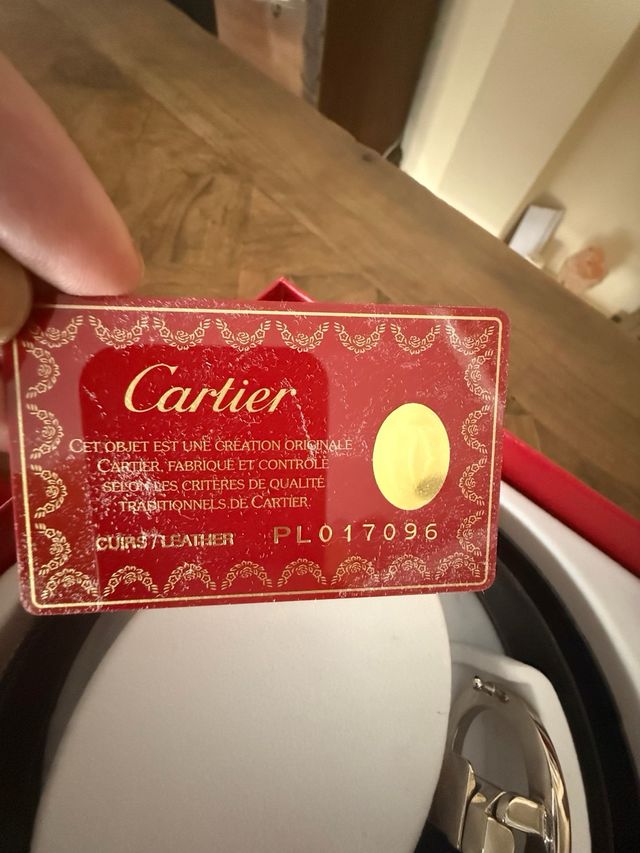 Cartier
CET OBJET EST UNE CRÉATION ORIGINALE
CARTIER, FABRIQUÉ ET CONTRÔLÉ
SELON LES CRITÈRES DE QUALITÉ
TRADITIONNELS DE CARTIER
CUIRS/LEATHER PL017096